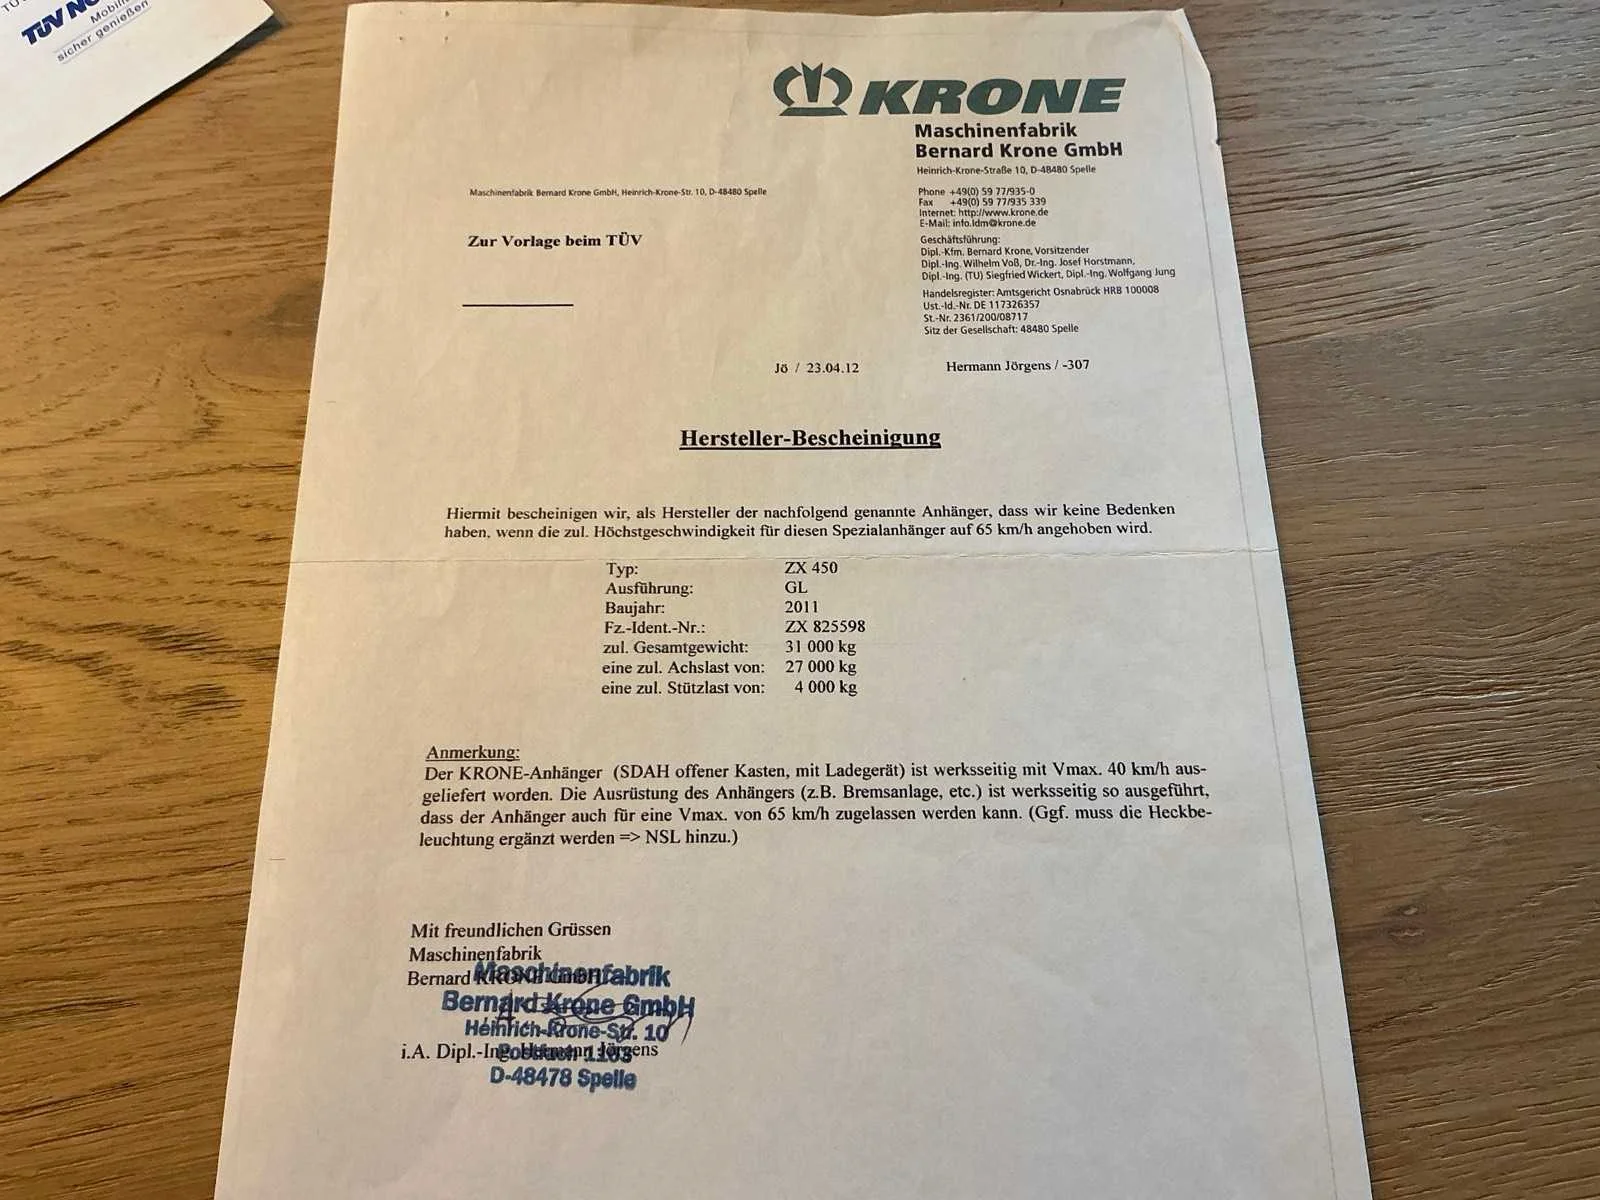 TÜV NO
Mobili
sicher genießen
KRONE
Maschinenfabrik
Bernard Krone GmbH
Heinrich-Krone-Straße 10, D-48480 Spelle
Maschinenfabrik Bernard Krone GmbH, Heinrich-Krone-Str. 10, D-48480 Spelle
Phone +49(0) 59 77/935-0
Fax +49(0) 59 77/935 339
Internet: http://www.krone.de
E-Mail: info.ldm@krone.de
Zur Vorlage beim TÜV
Geschäftsführung:
Dipl.-Kfm. Bernard Krone, Vorsitzender
Dipl.-Ing. Wilhelm Voß, Dr.-Ing. Josef Horstmann,
Dipl.-Ing. (TU) Siegfried Wickert, Dipl.-Ing. Wolfgang Jung
Handelsregister: Amtsgericht Osnabrück HRB 100008
Ust.-Id.-Nr. DE 117326357
St.-Nr. 2361/200/08717
Sitz der Gesellschaft: 48480 Spelle
Jö / 23.04.12
Hermann Jörgens / -307
Hersteller-Bescheinigung
Hiermit bescheinigen wir, als Hersteller der nachfolgend genannte Anhänger, dass wir keine Bedenken
haben, wenn die zul. Höchstgeschwindigkeit für diesen Spezialanhänger auf 65 km/h angehoben wird.
Typ: ZX 450
Ausführung: GL
Baujahr: 2011
Fz.-Ident.-Nr.: ZX 825598
zul. Gesamtgewicht: 31 000 kg
eine zul. Achslast von: 27 000 kg
eine zul. Stützlast von: 4 000 kg
Anmerkung:
Der KRONE-Anhänger (SDAH offener Kasten, mit Ladegerät) ist werksseitig mit Vmax. 40 km/h aus-
geliefert worden. Die Ausrüstung des Anhängers (z.B. Bremsanlage, etc.) ist werksseitig so ausgeführt,
dass der Anhänger auch für eine Vmax. von 65 km/h zugelassen werden kann. (Ggf. muss die Heckbe-
leuchtung ergänzt werden => NSL hinzu.)
Mit freundlichen Grüssen
Maschinenfabrik
Bernard KRONE GmbH
Maschinenfabrik
Bernard Krone GmbH
Heinrich-Krone-Str. 10
i.A. Dipl.-Ing. Hermann Jörgens
Postfach 1163
D-48478 Spelle